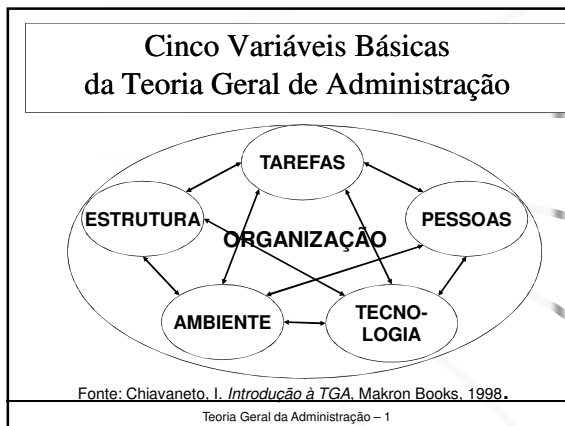 Cinco Variáveis Básicas
da Teoria Geral de Administração
TAREFAS
ESTRUTURA
PESSOAS
ORGANIZAÇÃO
AMBIENTE
TECNO-
LOGIA
Fonte: Chiavaneto, I. Introdução à TGA, Makron Books, 1998.
Teoria Geral da Administração – 1